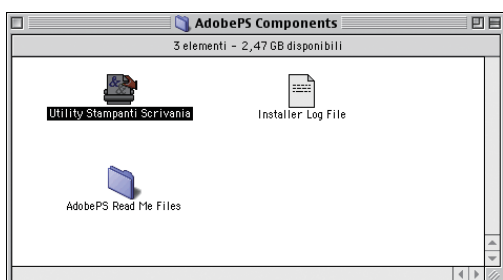 AdobePS Components
3 elementi - 2,47 GB disponibili
Utility Stampanti Scrivania
Installer Log File
AdobePS Read Me Files